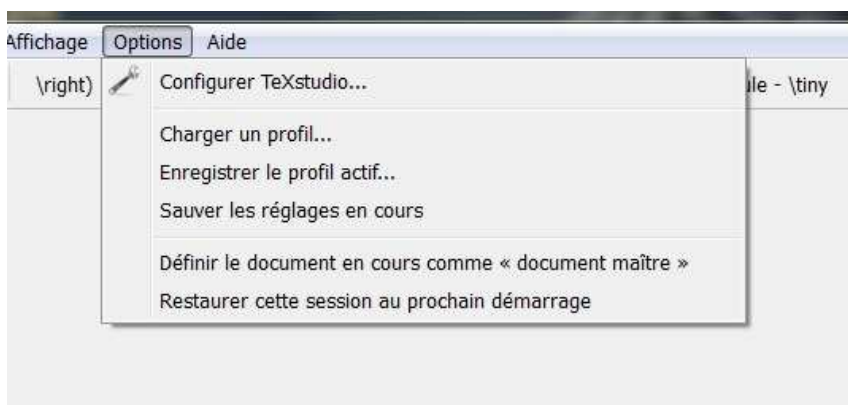 Affichage Options Aide
\right) Configurer TeXstudio... ule - \tiny
Charger un profil...
Enregistrer le profil actif...
Sauver les réglages en cours
Définir le document en cours comme « document maître »
Restaurer cette session au prochain démarrage